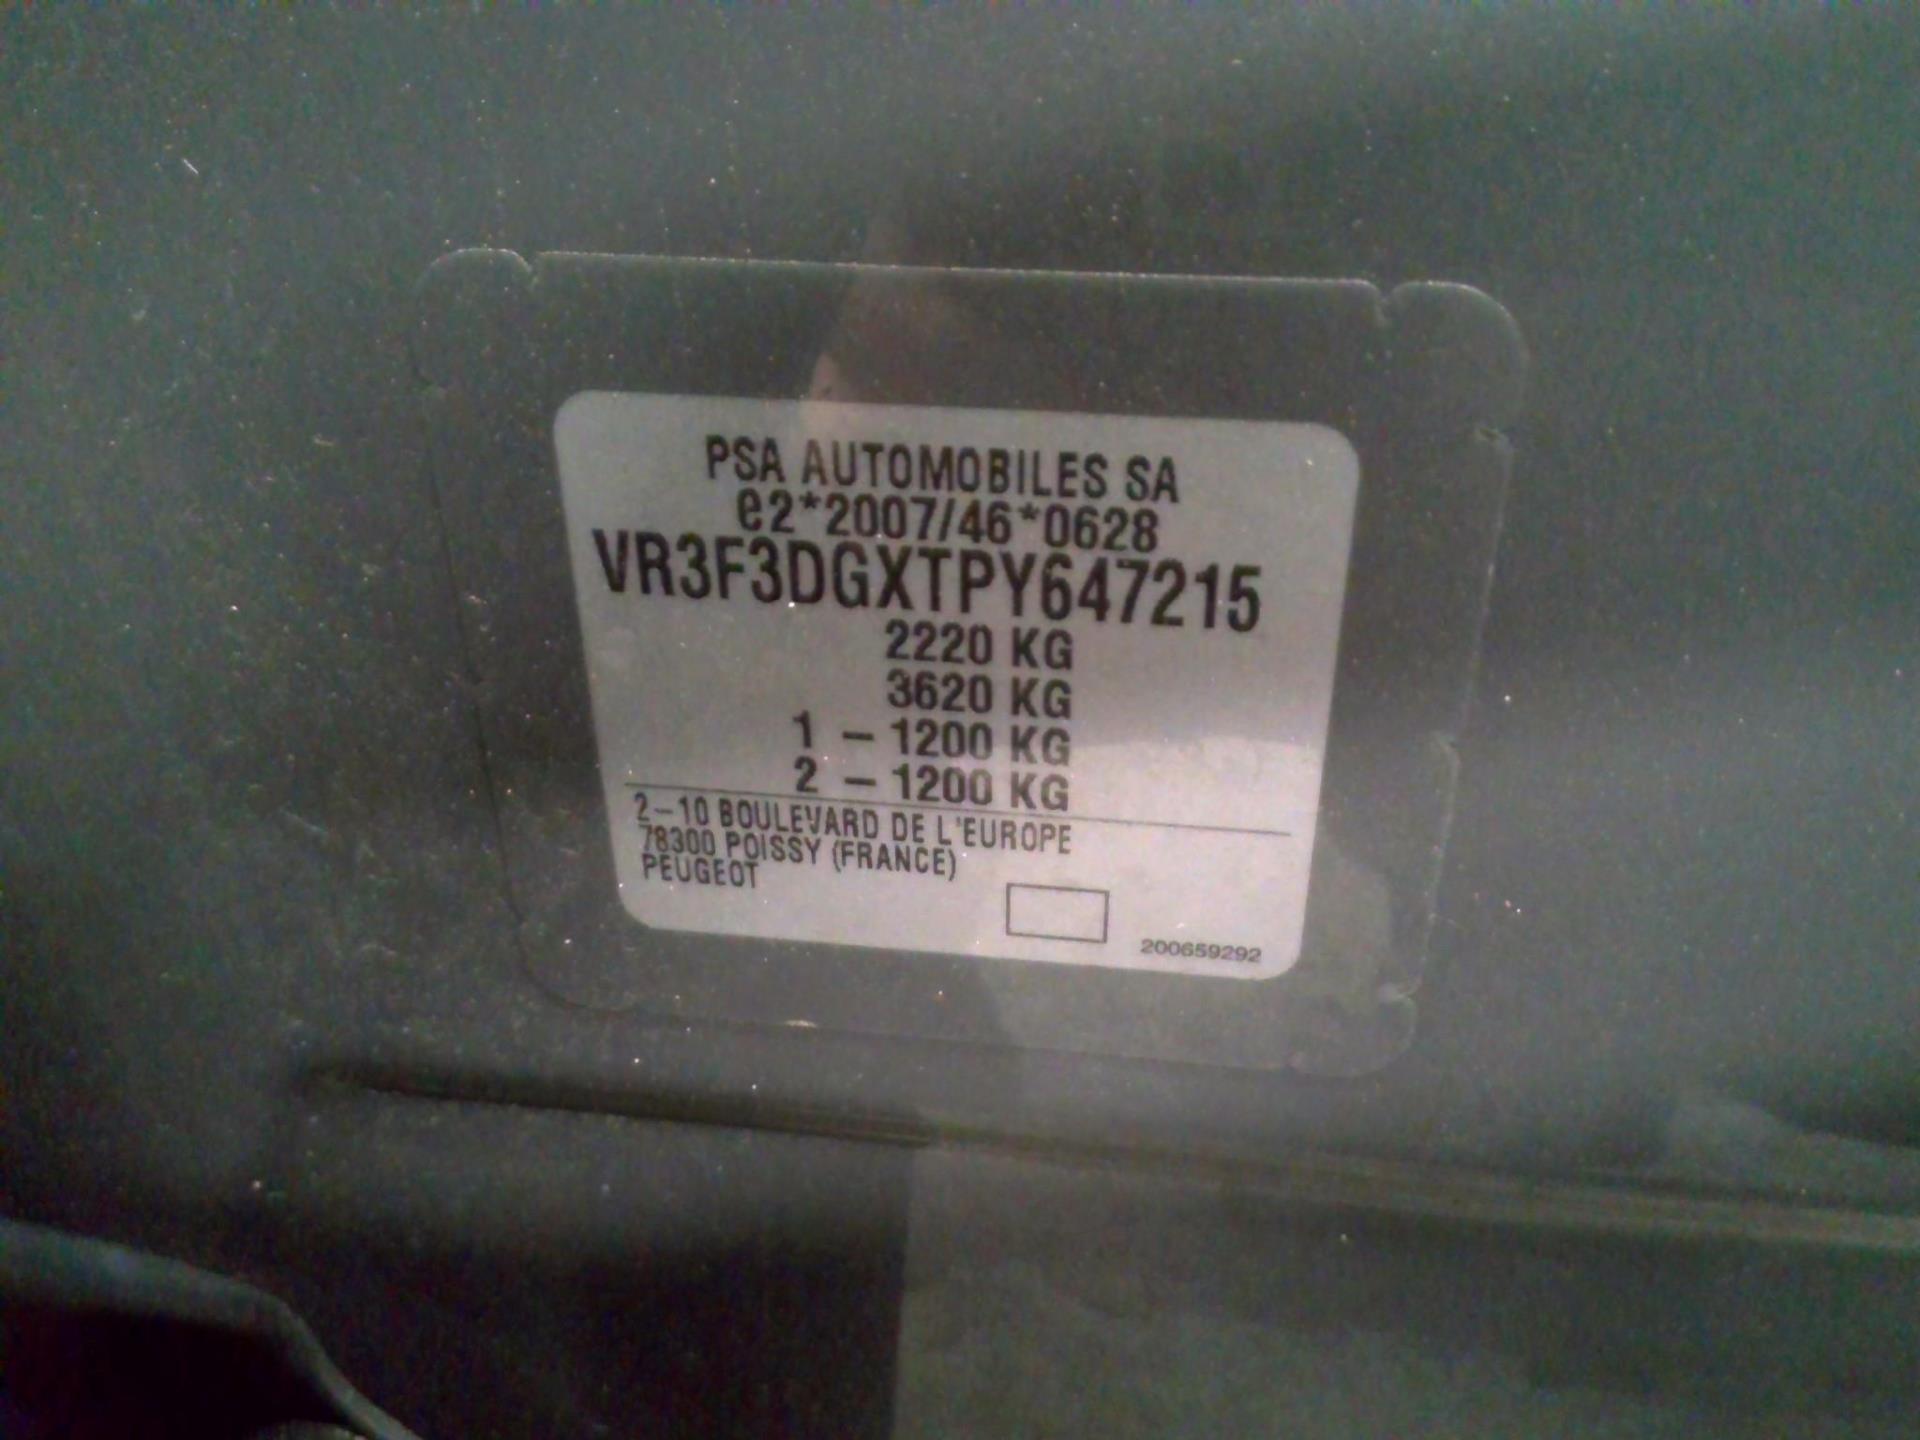 PSA AUTOMOBILES SA
e2*2007/46*0628
VR3F3DGXTPY647215
2220 KG
3620 KG
1 – 1200 KG
2 – 1200 KG
2–10 BOULEVARD DE L'EUROPE
78300 POISSY (FRANCE)
PEUGEOT
200659292